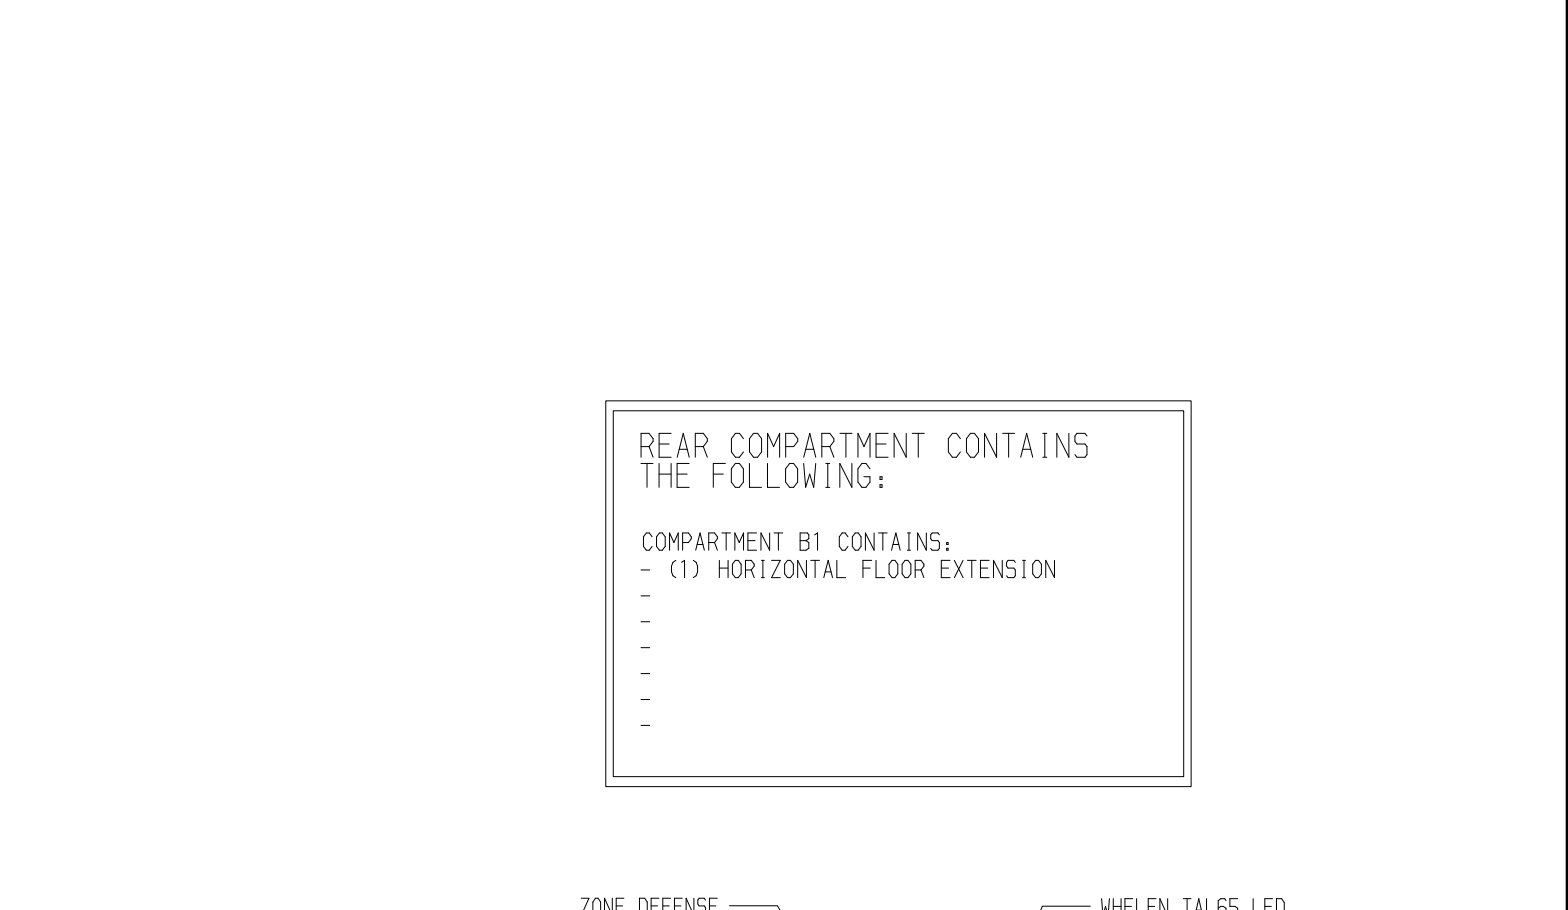 REAR COMPARTMENT CONTAINS
THE FOLLOWING:
COMPARTMENT B1 CONTAINS:
- (1) HORIZONTAL FLOOR EXTENSION
-
-
-
-
-
-
ZONE DEFENSE
WHELEN TAL65 LED